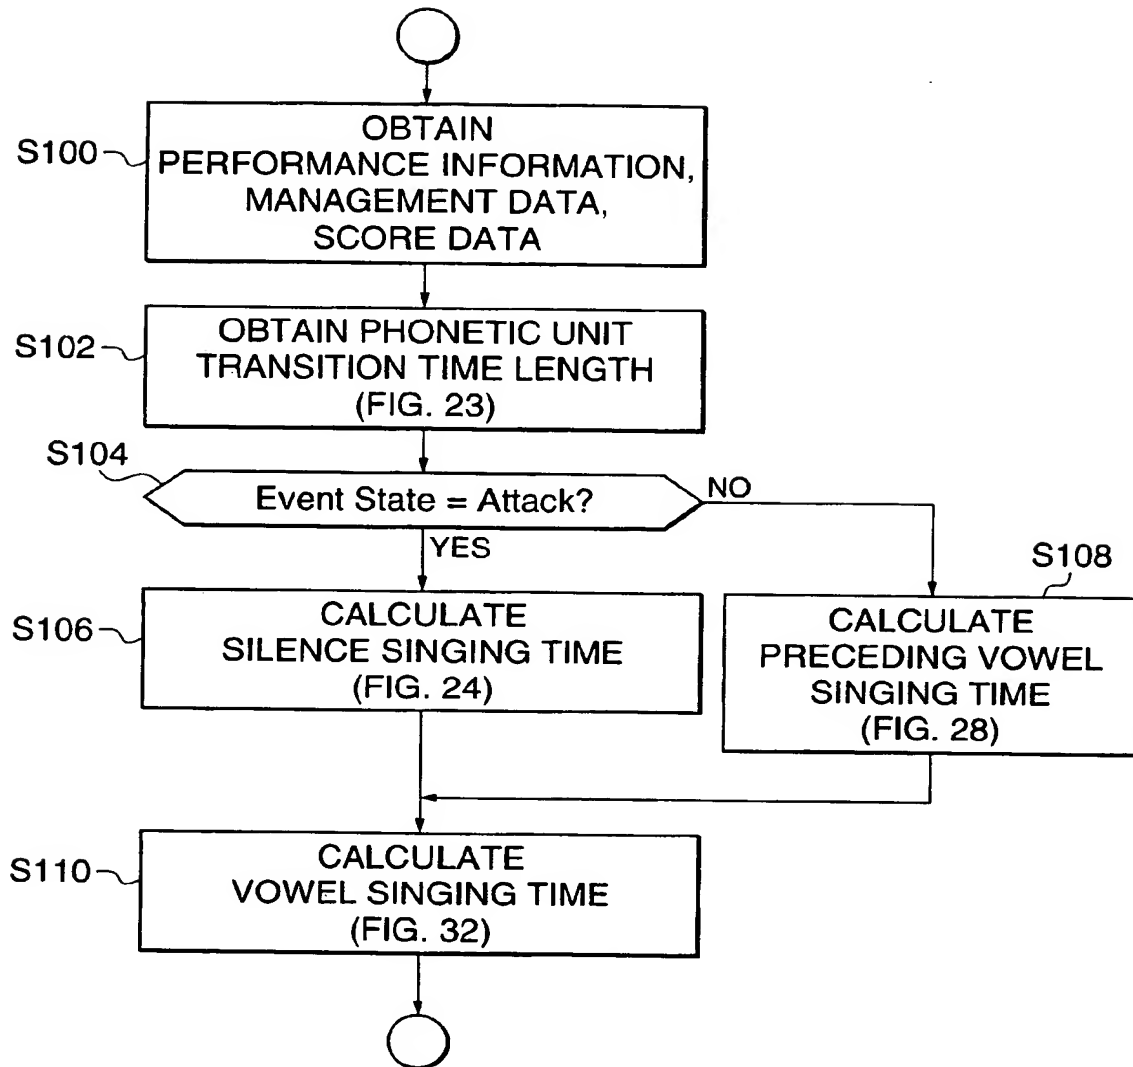 S100
OBTAIN
PERFORMANCE INFORMATION,
MANAGEMENT DATA,
SCORE DATA
S102
OBTAIN PHONETIC UNIT
TRANSITION TIME LENGTH
(FIG. 23)
S104
Event State = Attack?
NO
YES
S106
CALCULATE
SILENCE SINGING TIME
(FIG. 24)
S108
CALCULATE
PRECEDING VOWEL
SINGING TIME
(FIG. 28)
S110
CALCULATE
VOWEL SINGING TIME
(FIG. 32)